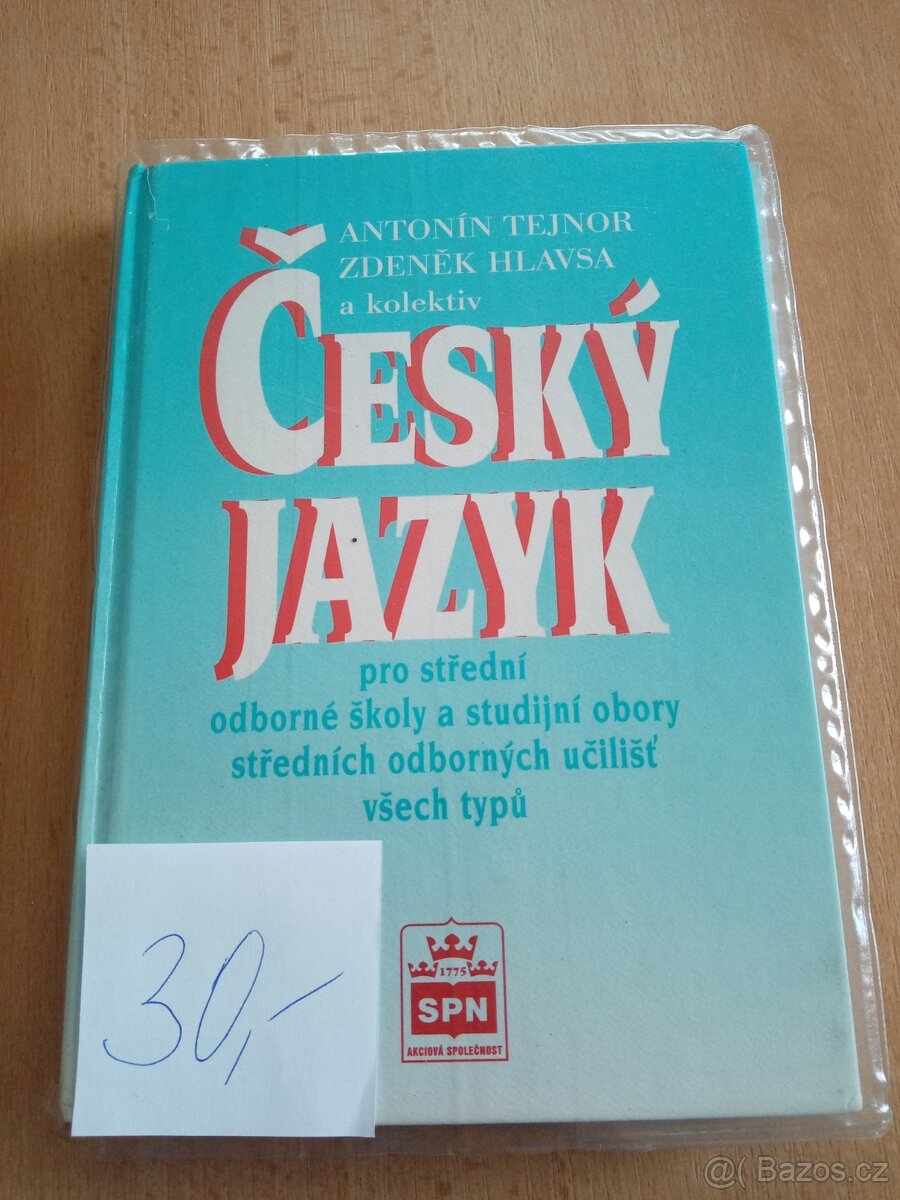 ANTONÍN TEJNOR
ZDENĚK HLAVSA
a kolektiv
ČESKÝ
JAZYK
pro střední
odborné školy a studijní obory
středních odborných učilišť
všech typů
30,-
1775
SPN
AKCIOVÁ SPOLEČNOST
@( Bazos.cz